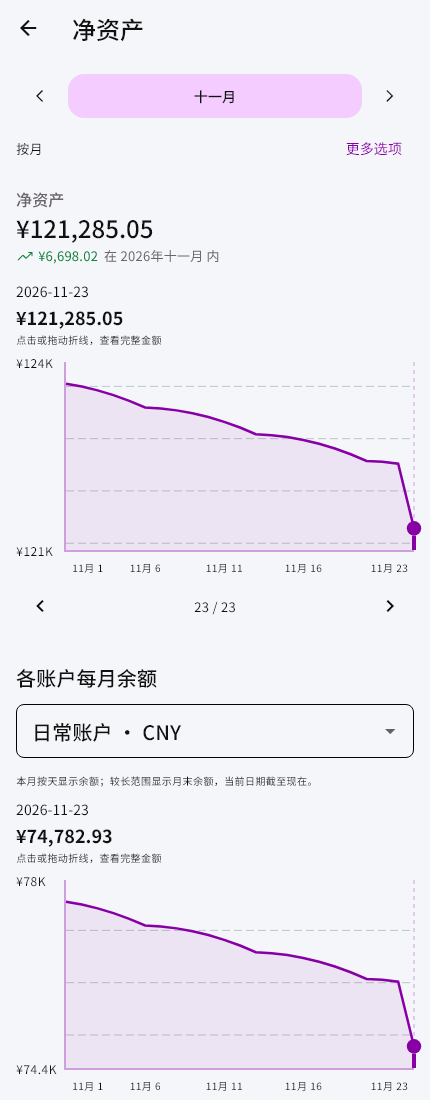 净资产
十一月
按月
更多选项
净资产
¥121,285.05
¥6,698.02 在 2026年十一月 内
2026-11-23
¥121,285.05
点击或拖动折线，查看完整金额
¥124K
¥121K
11月 1 11月 6 11月 11 11月 16 11月 23
23 / 23
各账户每月余额
日常账户 · CNY
本月按天显示余额；较长范围显示月末余额，当前日期截至现在。
2026-11-23
¥74,782.93
点击或拖动折线，查看完整金额
¥78K
¥74.4K
11月 1 11月 6 11月 11 11月 16 11月 23